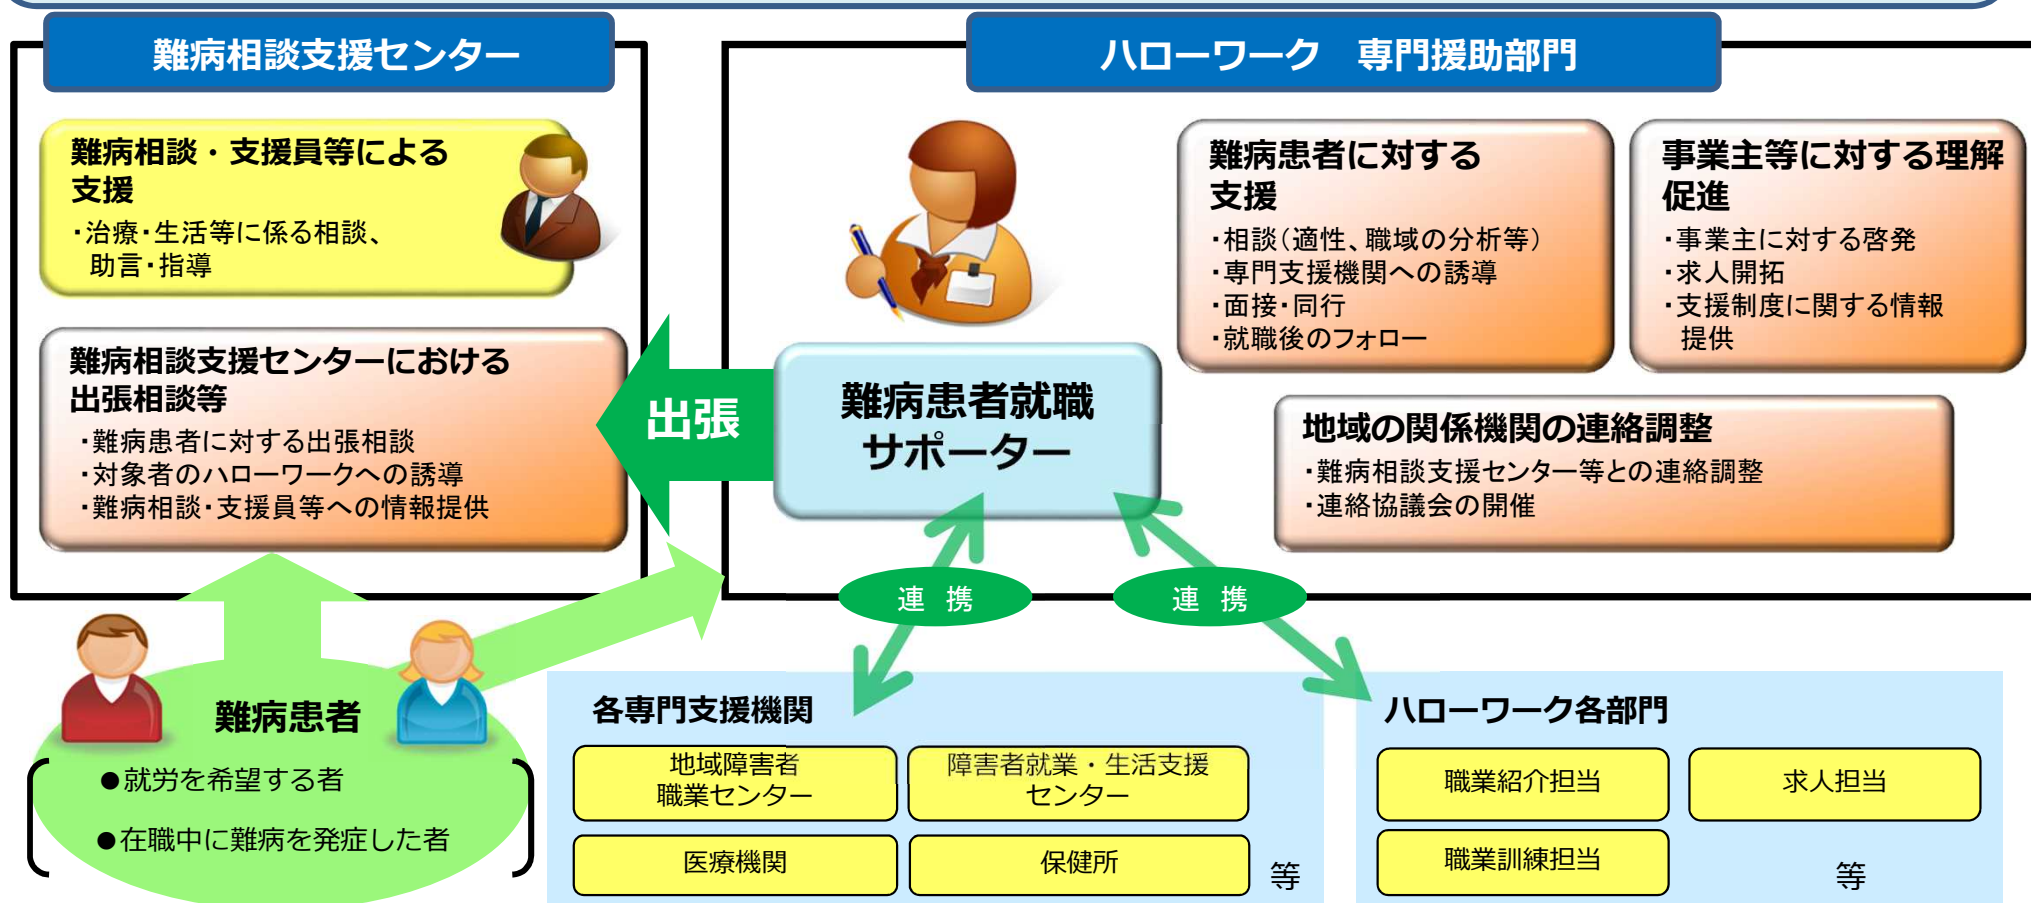 難病相談支援センター
難病相談・支援員等による
支援
・治療・生活等に係る相談、
助言・指導
難病相談支援センターにおける
出張相談等
・難病患者に対する出張相談
・対象者のハローワークへの誘導
・難病相談・支援員等への情報提供
出張
ハローワーク　専門援助部門
難病患者就職
サポーター
難病患者に対する
支援
・相談（適性、職域の分析等）
・専門支援機関への誘導
・面接・同行
・就職後のフォロー
事業主等に対する理解
促進
・事業主に対する啓発
・求人開拓
・支援制度に関する情報
提供
地域の関係機関の連絡調整
・難病相談支援センター等との連絡調整
・連絡協議会の開催
連 携
連 携
難病患者
●就労を希望する者
●在職中に難病を発症した者
各専門支援機関
地域障害者
職業センター
障害者就業・生活支援
センター
医療機関
保健所
等
ハローワーク各部門
職業紹介担当
求人担当
職業訓練担当
等